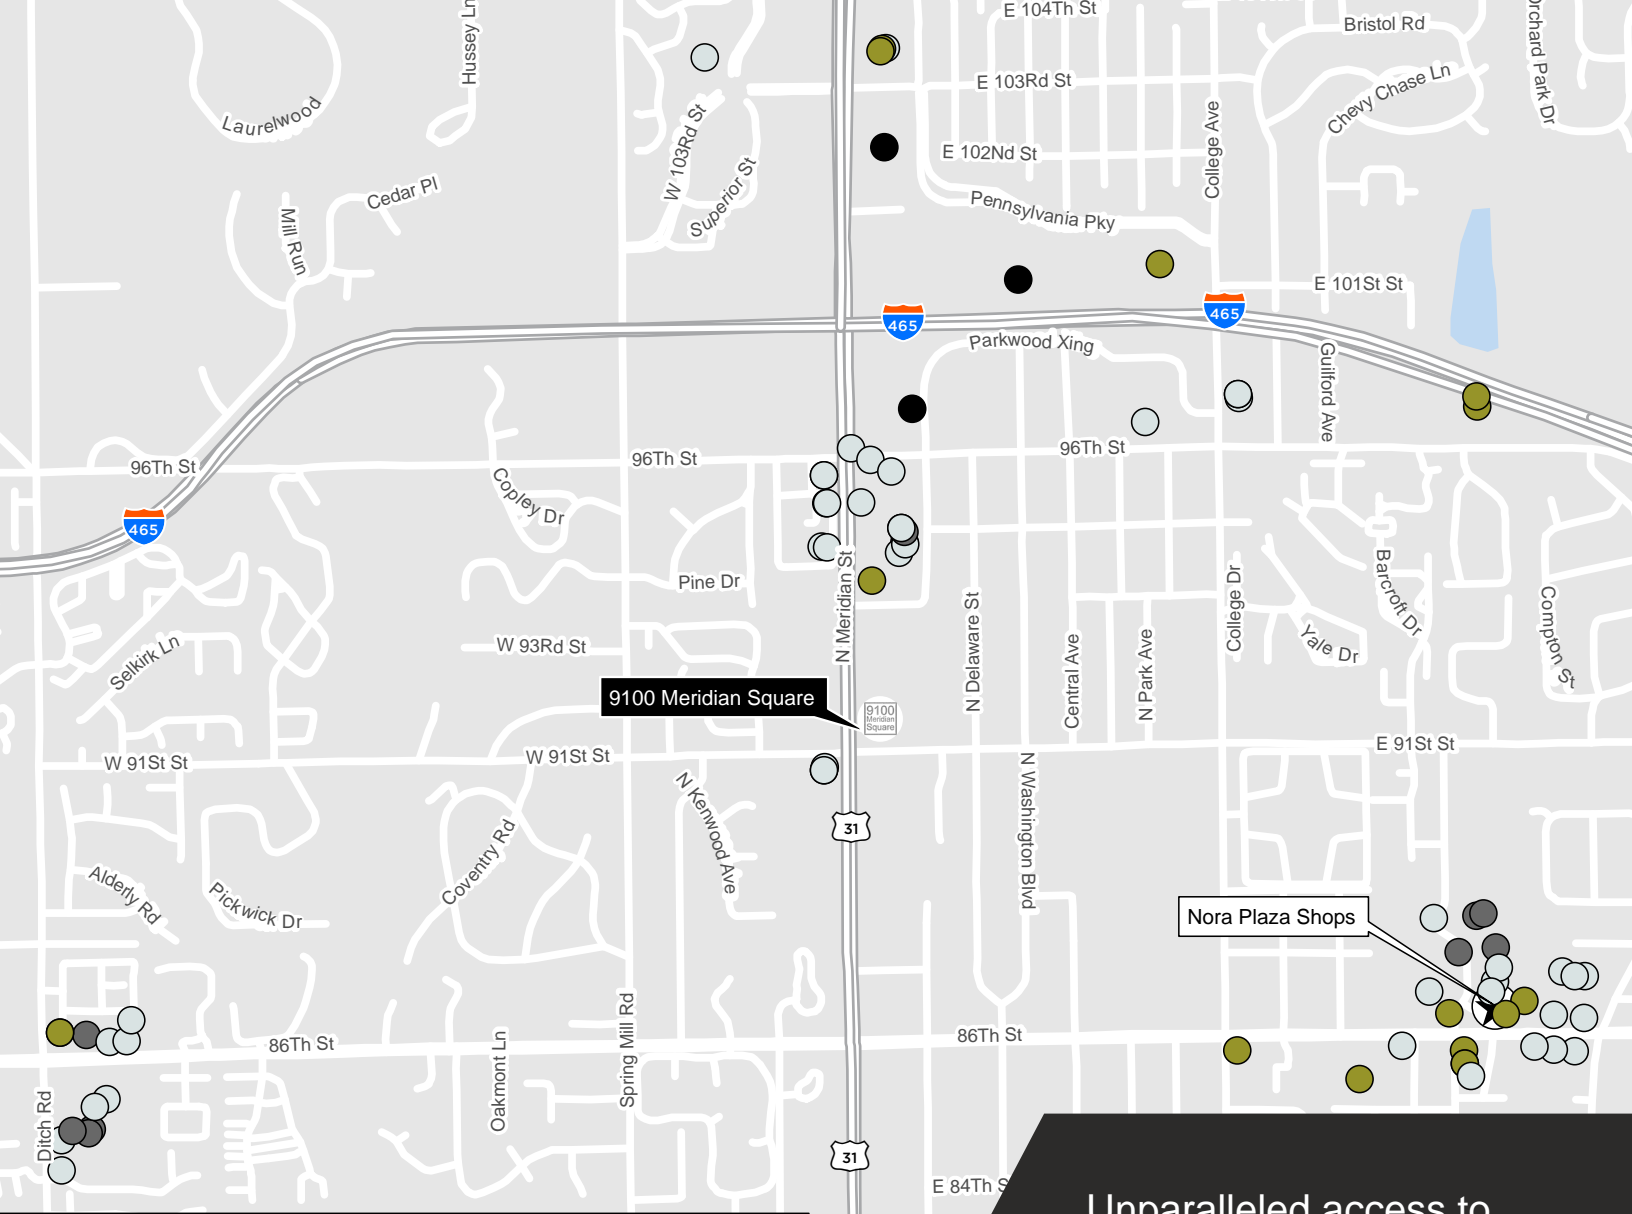 E 104Th St
Bristol Rd
Orchard Park Dr
Hussey Ln
Laurelwood
E 103Rd St
Chevy Chase Ln
College Ave
W 103Rd St
E 102Nd St
Superior St
Cedar Pl
Mill Run
Pennsylvania Pky
E 101St St
465
465
Parkwood Xing
Guilford Ave
96Th St
96Th St
96Th St
465
Copley Dr
Pine Dr
N Meridian St
N Delaware St
College Dr
Barcroft Dr
Compton St
Yale Dr
W 93Rd St
Selkirk Ln
Central Ave
N Park Ave
9100 Meridian Square
9100
Meridian
Square
W 91St St
W 91St St
E 91St St
N Kenwood Ave
N Washington Blvd
31
Coventry Rd
Alderly Rd
Pickwick Dr
Nora Plaza Shops
86Th St
86Th St
Spring Mill Rd
Oakmont Ln
Ditch Rd
31
E 84Th S
Unparalleled access to